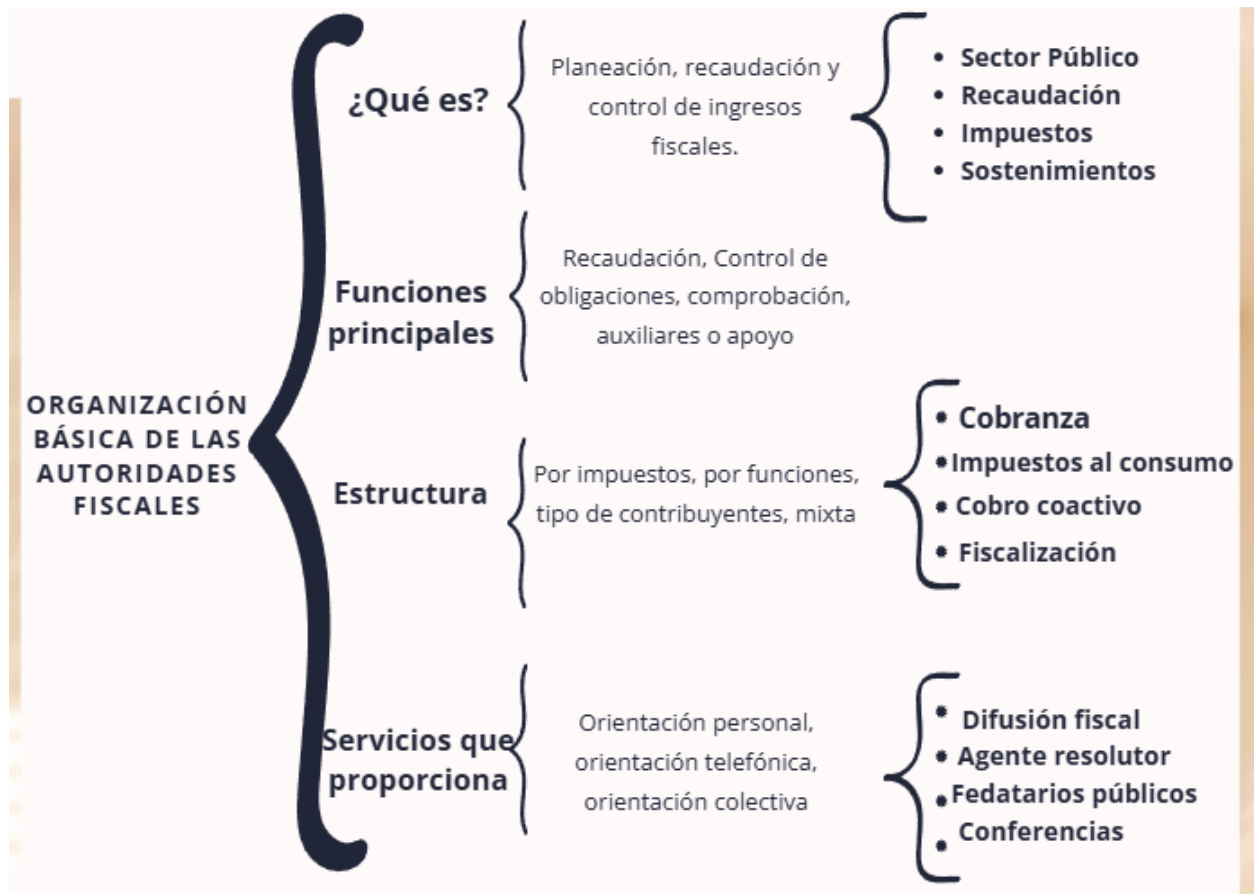 ORGANIZACIÓN
BÁSICA DE LAS
AUTORIDADES
FISCALES
¿Qué es?
Planeación, recaudación y
control de ingresos
fiscales.
• Sector Público
• Recaudación
• Impuestos
• Sostenimientos
Funciones
principales
Recaudación, Control de
obligaciones, comprobación,
auxiliares o apoyo
Estructura
Por impuestos, por funciones,
tipo de contribuyentes, mixta
• Cobranza
• Impuestos al consumo
• Cobro coactivo
• Fiscalización
Servicios que
proporciona
Orientación personal,
orientación telefónica,
orientación colectiva
• Difusión fiscal
• Agente resolutor
• Fedatarios públicos
• Conferencias